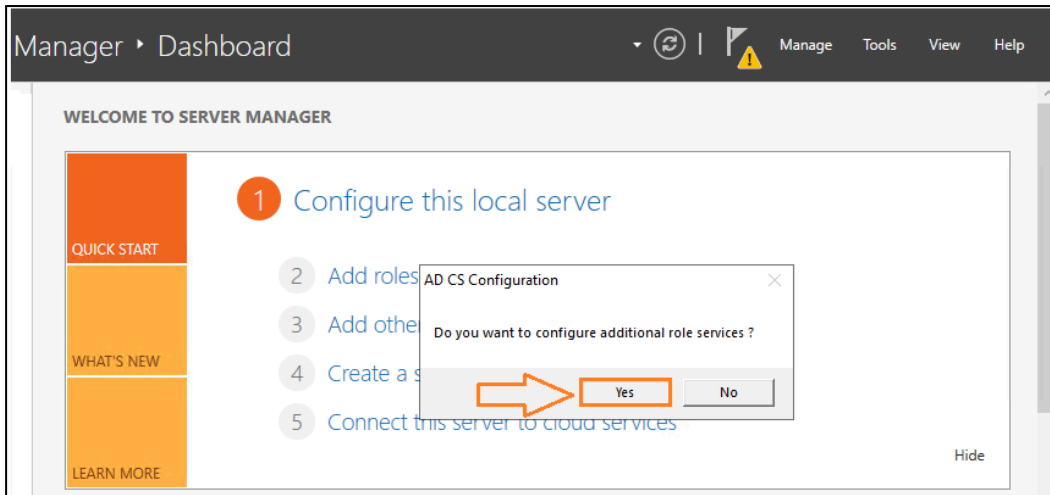 Manager • Dashboard
Manage Tools View Help
WELCOME TO SERVER MANAGER
QUICK START
WHAT'S NEW
LEARN MORE
1 Configure this local server
2 Add roles
3 Add othe
4 Create a s
5 Connect this server to cloud services
Hide
AD CS Configuration
Do you want to configure additional role services ?
Yes No